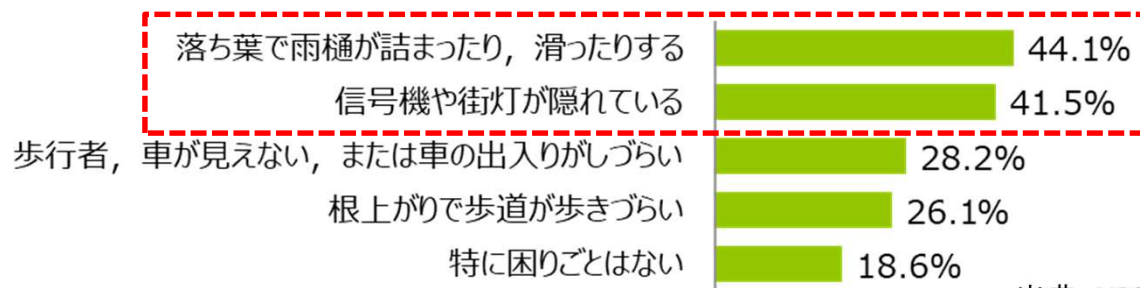 落ち葉で雨樋が詰まったり，滑ったりする 44.1%
信号機や街灯が隠れている 41.5%
歩行者，車が見えない，または車の出入りがしづらい 28.2%
根上がりで歩道が歩きづらい 26.1%
特に困りごとはない 18.6%